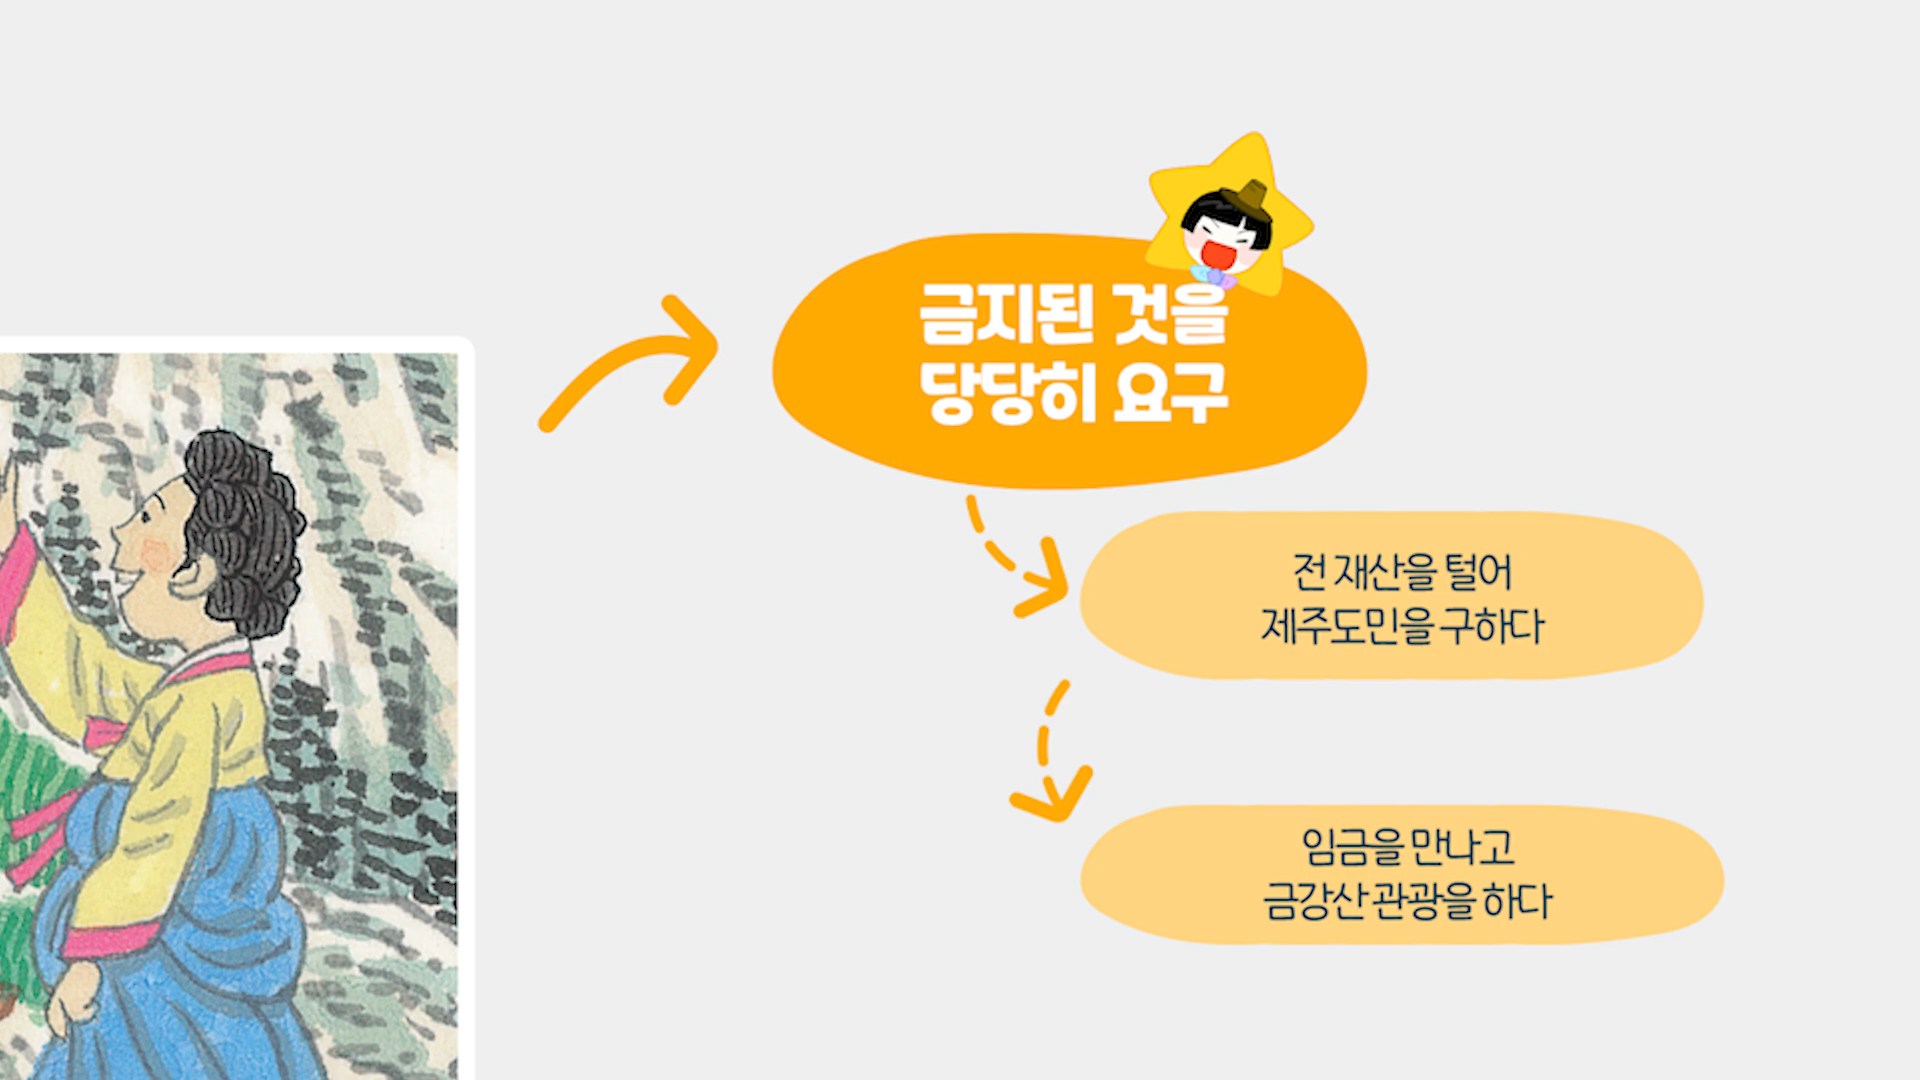 금지된 것을
당당히 요구
전 재산을 털어
제주도민을 구하다
임금을 만나고
금강산 관광을 하다